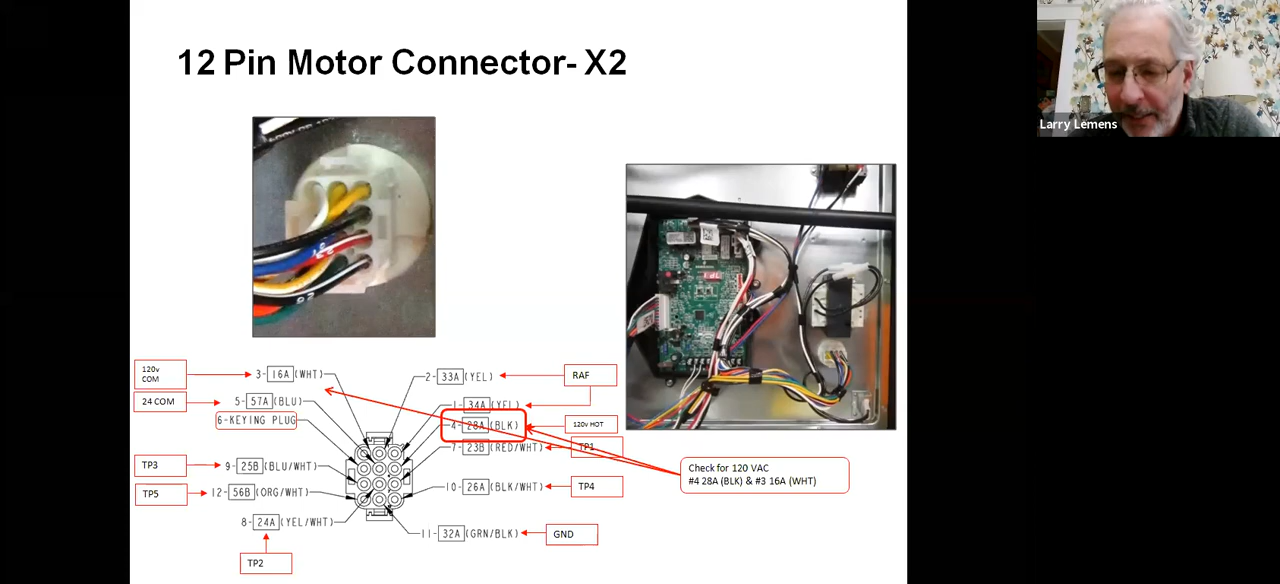 12 Pin Motor Connector- X2
Larry Lemens
120v
COM
3-16A(WHT)
2-33A(YEL)
RAF
24 COM
5-57A(BLU)
1-34A(YEL)
6-KEYING PLUG
4-28A(BLK)
120v HOT
7-23B(RED/WHT)
TP1
TP3
9-25B(BLU/WHT)
Check for 120 VAC
#4 28A (BLK) & #3 16A (WHT)
TP5
12-56B(ORG/WHT)
10-26A(BLK/WHT)
TP4
8-24A(YEL/WHT)
11-32A(GRN/BLK)
GND
TP2